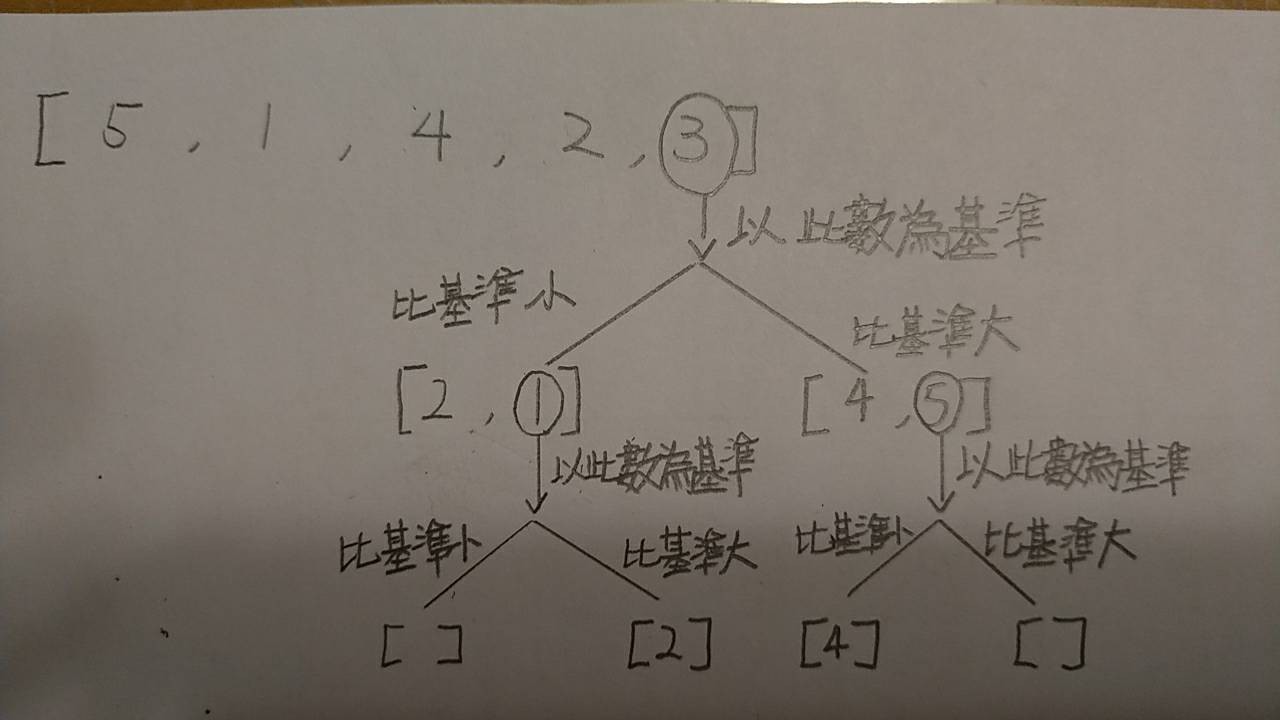 [ 5 , 1 , 4 , 2 , 3 ]
以此數為基準
比基準小
比基準大
[ 2 , 1 ]
[ 4 , 5 ]
以此數為基準
以此數為基準
比基準小
比基準大
比基準小
比基準大
[ ]
[2]
[4]
[ ]